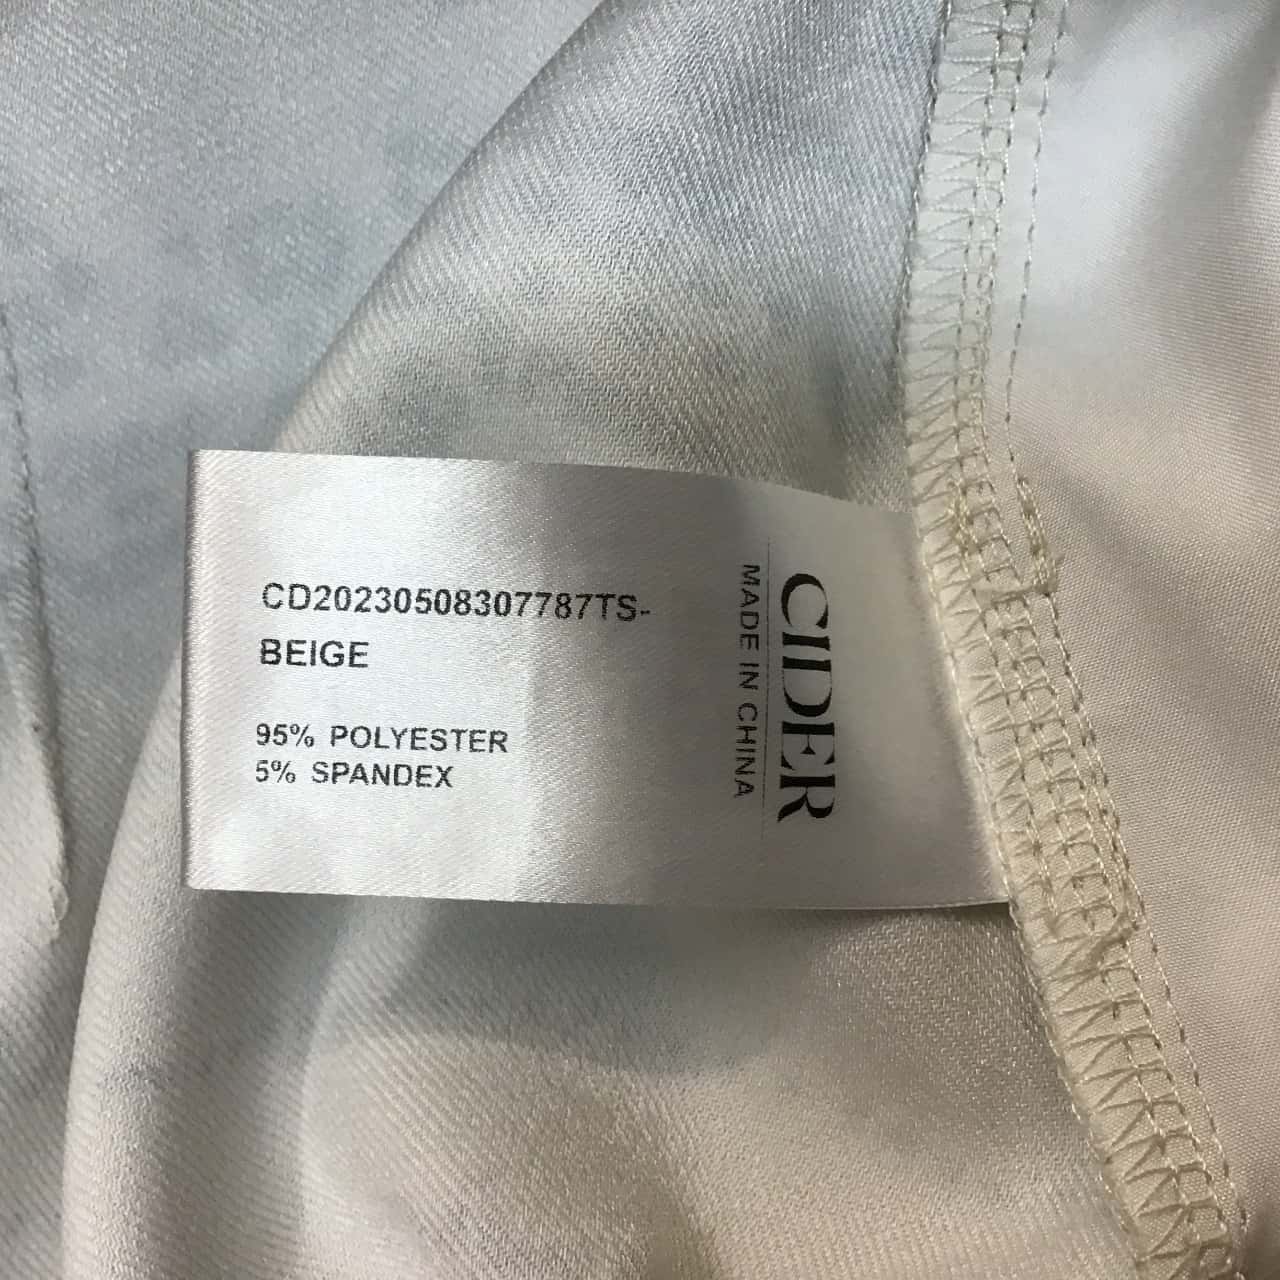 CD20230508307787TS-
BEIGE
95% POLYESTER
5% SPANDEX
CIDER
MADE IN CHINA